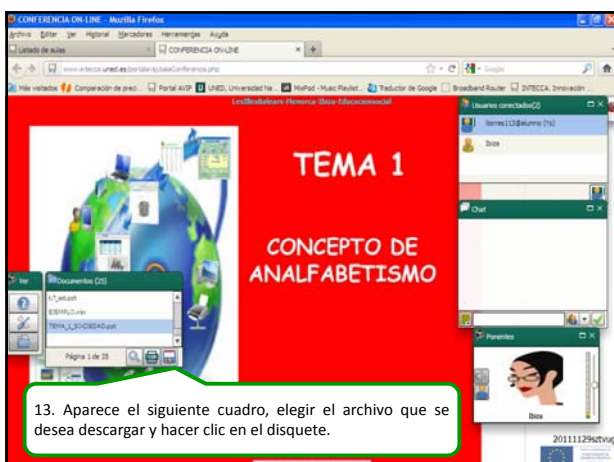 CONFERENCIA ON-LINE - Mozilla Firefox
Archivo Editar Ver Historial Marcadores Herramientas Ayuda
Listado de aulas
CONFERENCIA ON-LINE
Google
Más visitados
Comparación de prec...
Portal AVIP
UNED, Universidad Na...
MixPod - Music Playlist...
Traductor de Google
Broadband Router
INTECCA. Innovación ...
Usuarios conectados(2)
Ibiza
TEMA 1
Chat
CONCEPTO DE
ANALFABETISMO
Ver
Documentos (25)
EJEMPLO.xlsx
TEMA_1_SOCIEDAD.ppt
Página 1 de 35
Ponentes
Ibiza
13. Aparece el siguiente cuadro, elegir el archivo que se
desea descargar y hacer clic en el disquete.